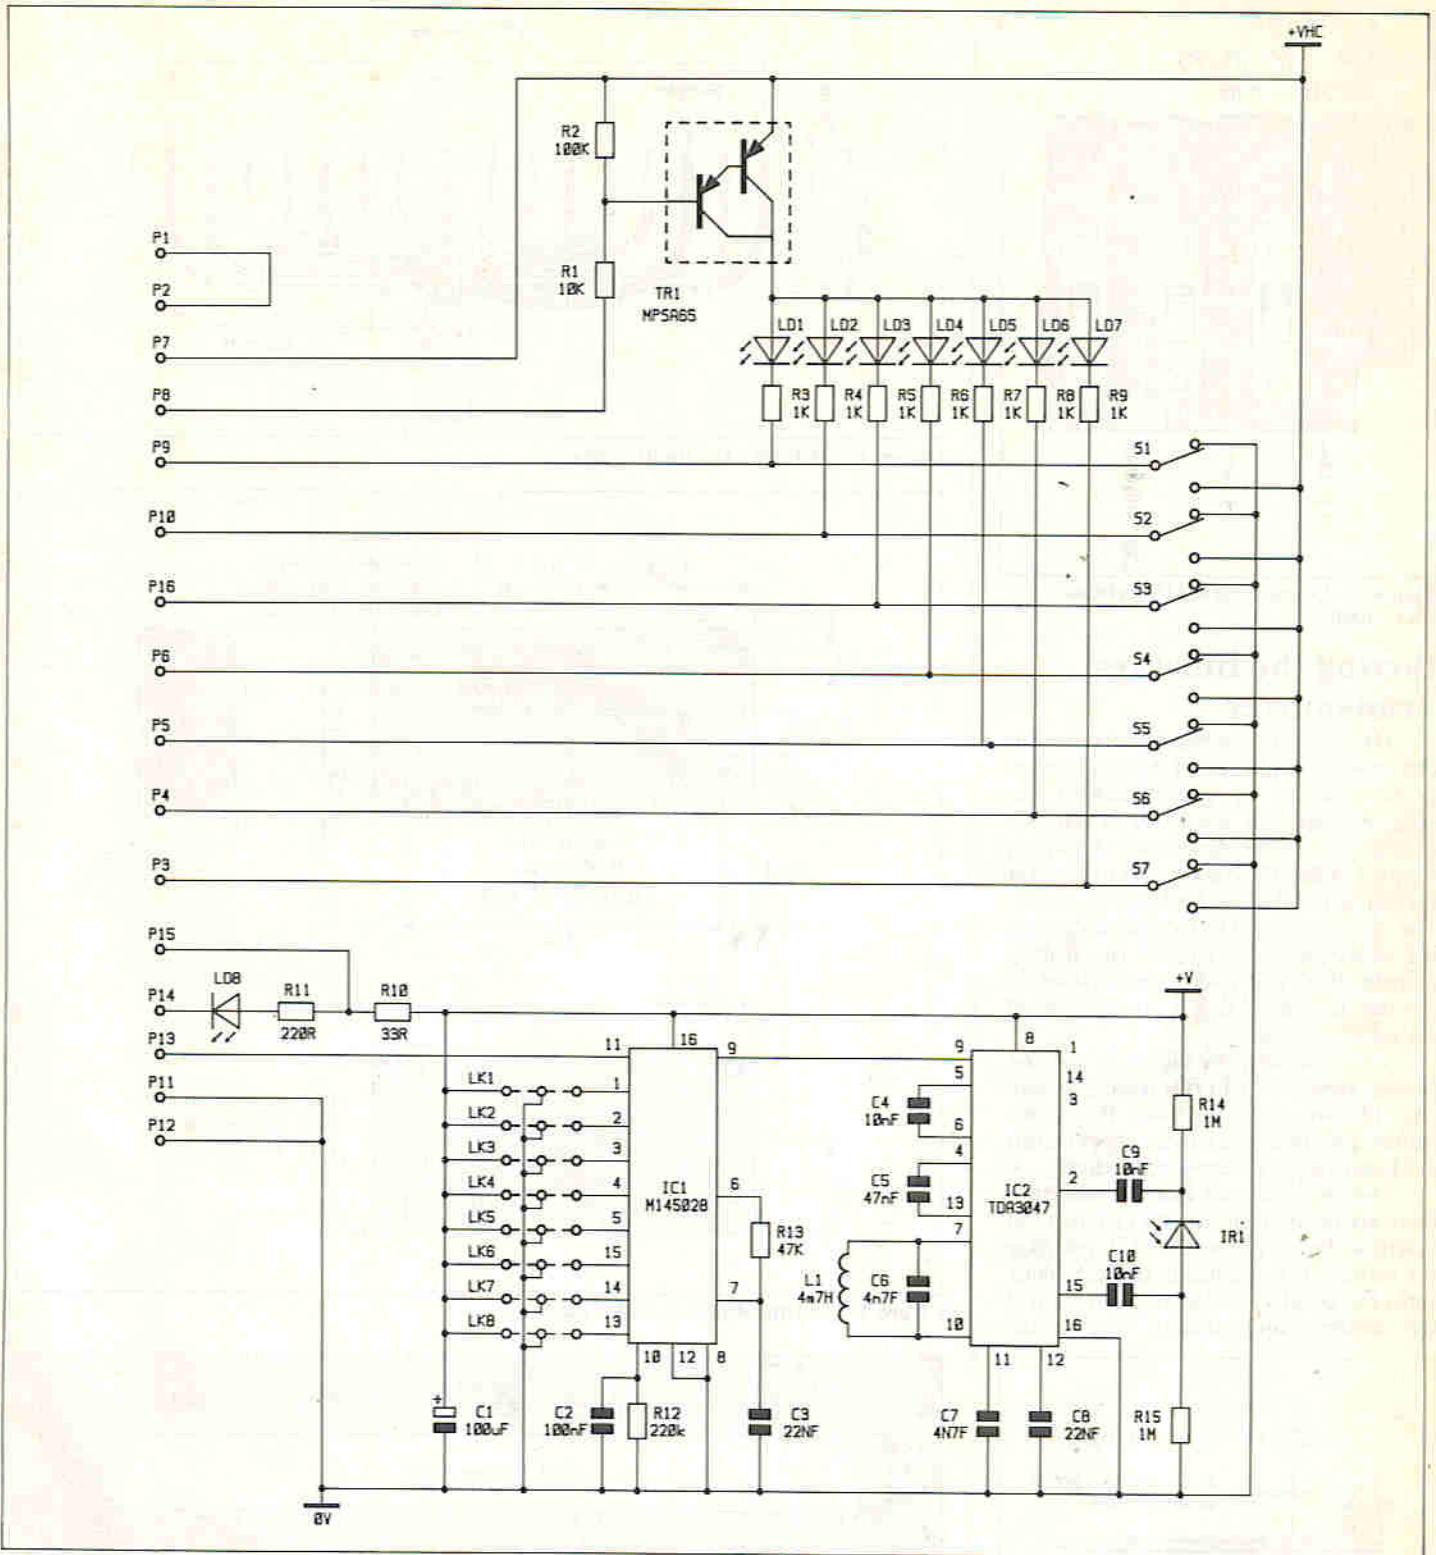 +VHC
R2
100K
P1
P2
R1
10K
TR1
MPSA65
P7
LD1 LD2 LD3 LD4 LD5 LD6 LD7
P8
R3 R4 R5 R6 R7 R8 R9
1K 1K 1K 1K 1K 1K 1K
P9
S1
P10
S2
P16
S3
P6
S4
P5
S5
P4
S6
P3
S7
P15
LD8
P14
R11
220R
R10
33R
+V
P13
11
16
9
9
8
1
P11
LK1
1
5
14
3
P12
LK2
2
C4
10nF
6
R14
1M
LK3
3
4
C9
10nF
LK4
4
IC1
M145028
6
C5
47nF
13
IC2
TDA3047
2
LK5
5
R13
47K
7
IR1
LK6
15
C10
10nF
LK7
14
7
L1
4m7H
C6
4n7F
15
LK8
13
10
16
10
12
8
11
12
+
C1
100uF
C2
100nF
R12
220k
C3
22NF
C7
4N7F
C8
22NF
R15
1M
0V